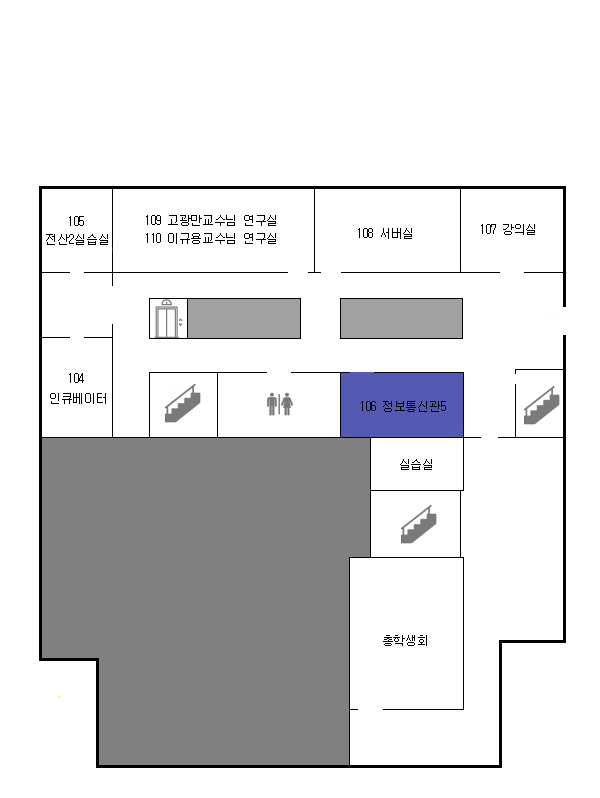 105
전산2실습실
109 고광만교수님 연구실
110 이규용교수님 연구실
108 서버실
107 강의실
104
인큐베이터
106 정보통신관5
실습실
총학생회